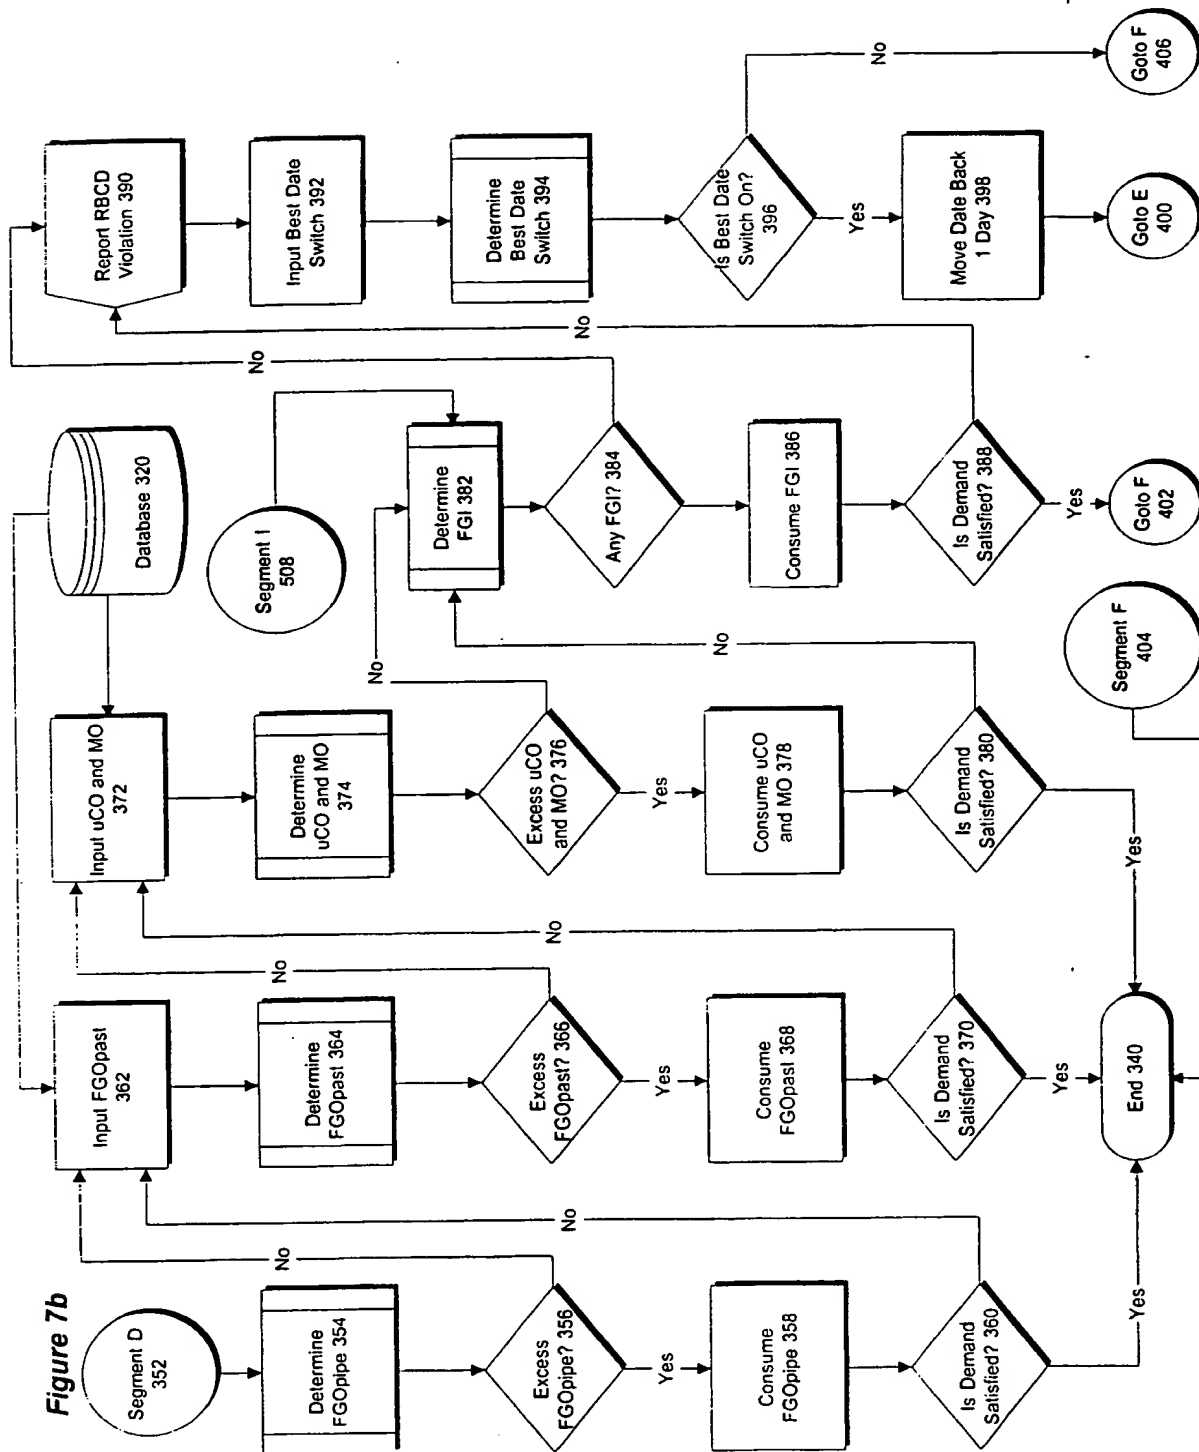 Figure 7b
Segment D
352
Determine
FGOpipe 354
Excess
FGOpipe? 356
No
Yes
Consume
FGOpipe 358
Is Demand
Satisfied? 360
No
Yes
Input FGOpast
362
Determine
FGOpast 364
Excess
FGOpast? 366
No
Yes
Consume
FGOpast 368
Is Demand
Satisfied? 370
No
Yes
End 340
Input uCO and MO
372
Determine
uCO and MO
374
Excess uCO
and MO? 376
No
Yes
Consume uCO
and MO 378
Is Demand
Satisfied? 380
No
Yes
Database 320
Segment I
508
Determine
FGI 382
Any FGI? 384
No
Consume FGI 386
Is Demand
Satisfied? 388
No
Yes
Goto F
402
Segment F
404
Report RBCD
Violation 390
Input Best Date
Switch 392
Determine
Best Date
Switch 394
Is Best Date
Switch On?
396
No
Yes
Move Date Back
1 Day 398
Goto E
400
Goto F
406